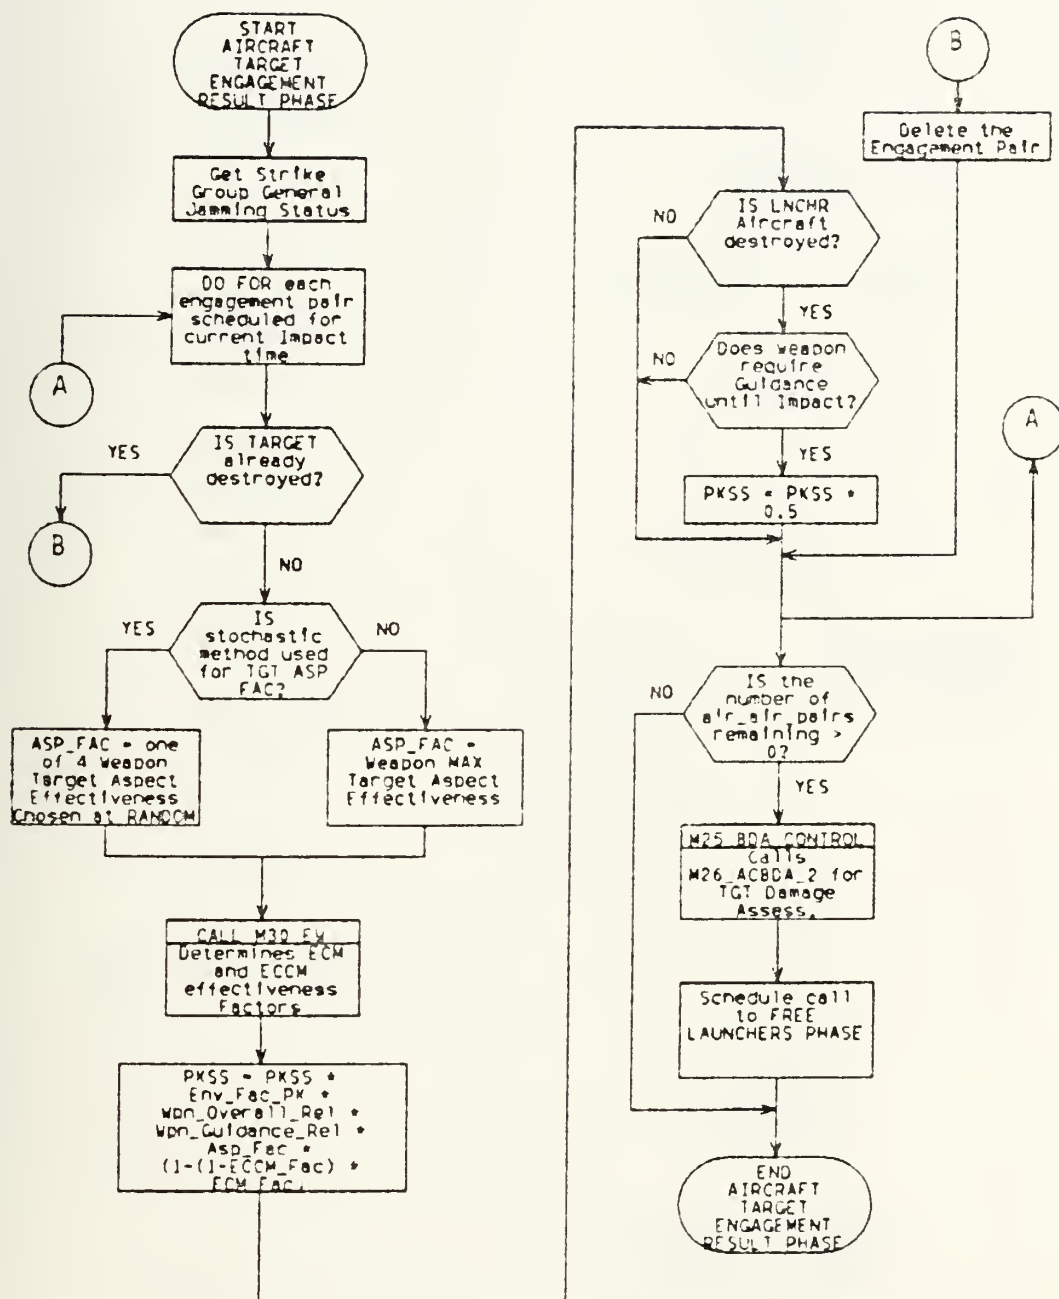 START
AIRCRAFT
TARGET
ENGAGEMENT
RESULT PHASE
Get Strike
Group General
Jamming Status
DO FOR each
engagement pair
scheduled for
current Impact
time
A
IS TARGET
already
destroyed?
YES
B
NO
IS
stochastic
method used
for TGT ASP
FAC?
YES
NO
ASP_FAC = one
of 4 Weapon
Target Aspect
Effectiveness
Chosen at RANDOM
ASP_FAC =
Weapon MAX
Target Aspect
Effectiveness
CALL M30_EW
Determines ECM
and ECCM
effectiveness
Factors
PKSS = PKSS *
Env_Fac_PK *
Wpn_Overall_Rel *
Wpn_Guidance_Rel *
Asp_Fac *
(1-(1-ECCM_Fac) *
ECM_Fac.
B
Delete the
Engagement Pair
IS LNCHR
Aircraft
destroyed?
NO
YES
Does weapon
require
Guidance
until Impact?
NO
YES
PKSS = PKSS *
0.5
A
IS the
number of
air_air_pairs
remaining >
0?
NO
YES
M25_BDA_CONTROL
Calls
M26_ACBDA_2 for
TGT Damage
Assess.
Schedule call
to FREE
LAUNCHERS PHASE
END
AIRCRAFT
TARGET
ENGAGEMENT
RESULT PHASE